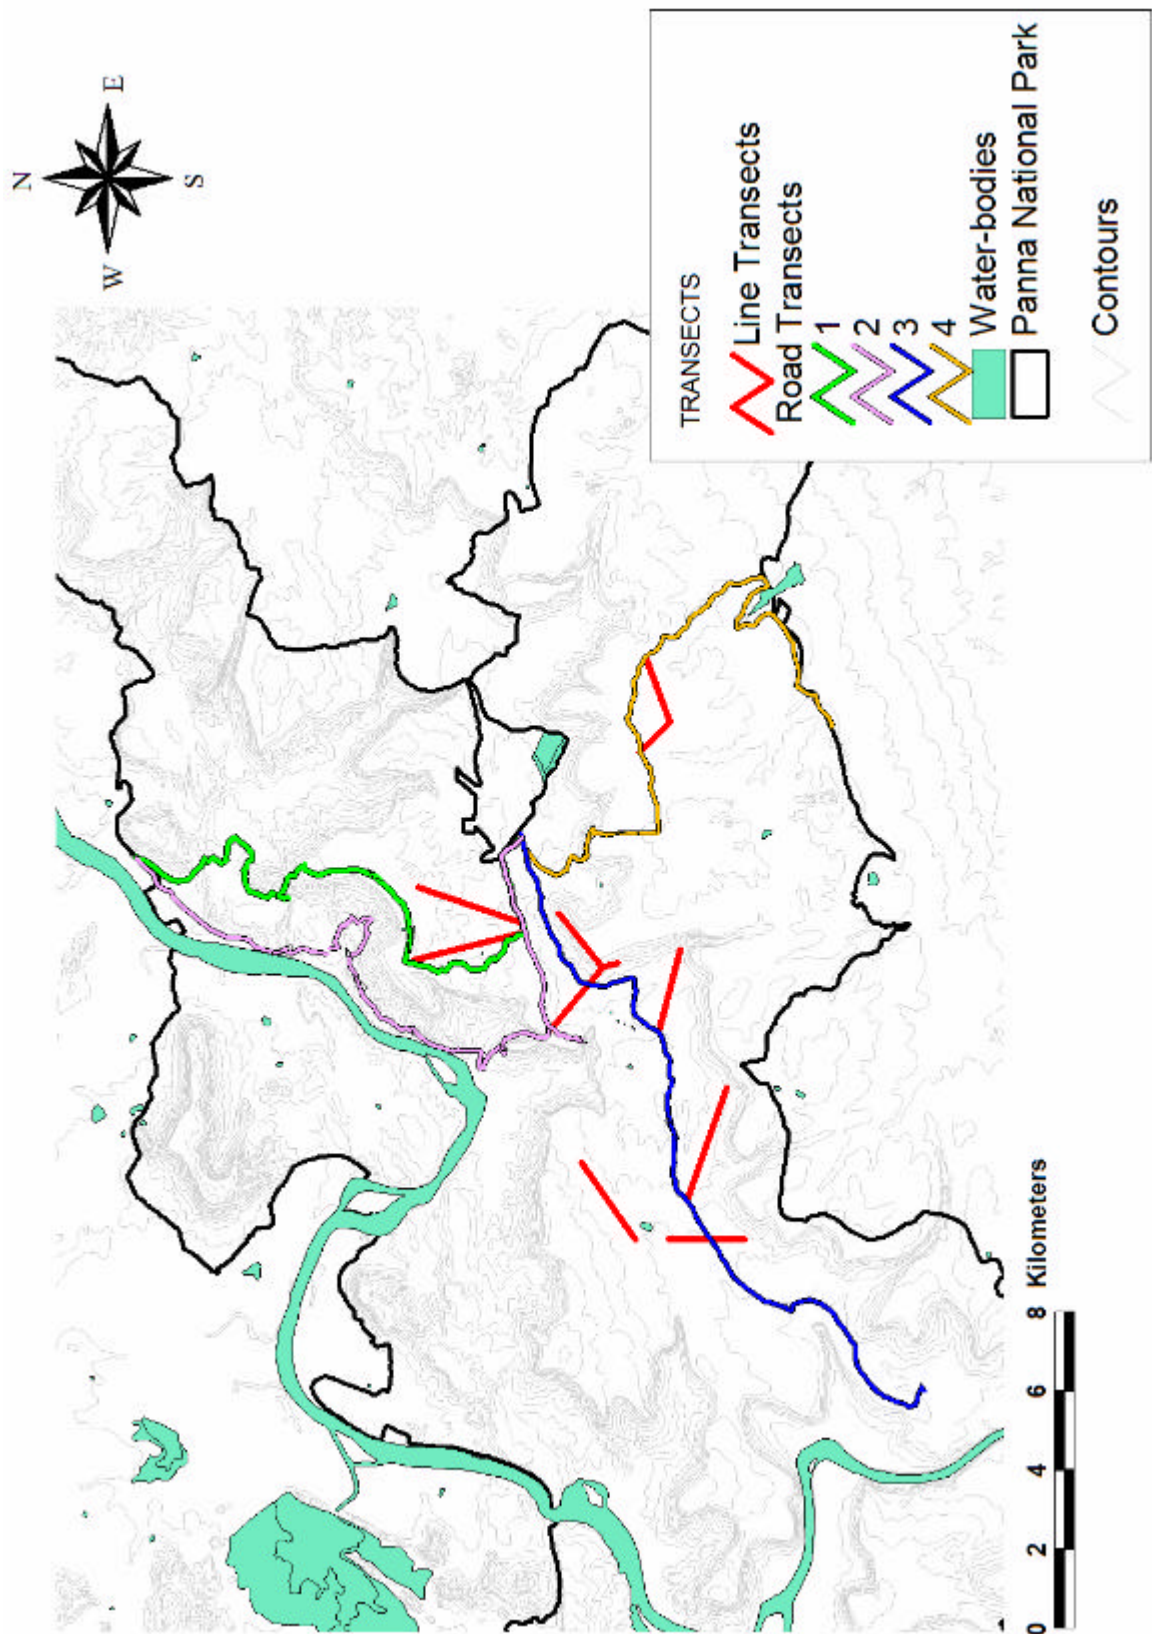 N
W E
S
TRANSECTS
Line Transects
Road Transects
1
2
3
4
Water-bodies
Panna National Park
Contours
0 2 4 6 8 Kilometers